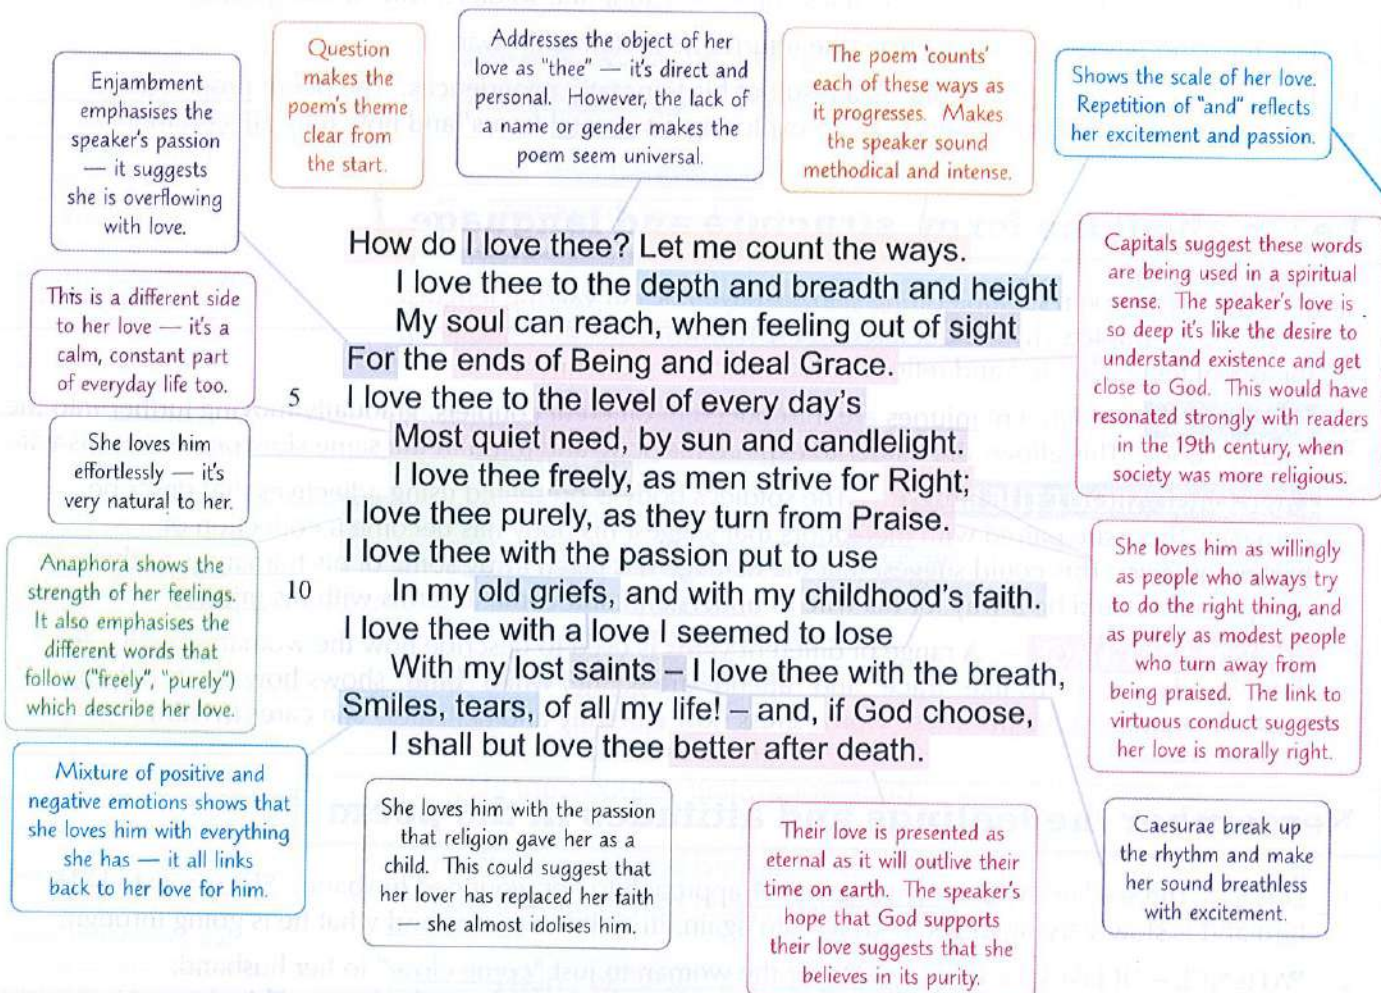 Enjambment
emphasises the
speaker's passion
— it suggests
she is overflowing
with love.
Question
makes the
poem's theme
clear from
the start.
Addresses the object of her
love as "thee" — it's direct and
personal. However, the lack of
a name or gender makes the
poem seem universal.
The poem 'counts'
each of these ways as
it progresses. Makes
the speaker sound
methodical and intense.
Shows the scale of her love.
Repetition of "and" reflects
her excitement and passion.
This is a different side
to her love — it's a
calm, constant part
of everyday life too.
She loves him
effortlessly — it's
very natural to her.
Anaphora shows the
strength of her feelings.
It also emphasises the
different words that
follow ("freely", "purely")
which describe her love.
Mixture of positive and
negative emotions shows that
she loves him with everything
she has — it all links
back to her love for him.
How do I love thee? Let me count the ways.
I love thee to the depth and breadth and height
My soul can reach, when feeling out of sight
For the ends of Being and ideal Grace.
5 I love thee to the level of every day's
Most quiet need, by sun and candlelight.
I love thee freely, as men strive for Right;
I love thee purely, as they turn from Praise.
I love thee with the passion put to use
10 In my old griefs, and with my childhood's faith.
I love thee with a love I seemed to lose
With my lost saints – I love thee with the breath,
Smiles, tears, of all my life! – and, if God choose,
I shall but love thee better after death.
Capitals suggest these words
are being used in a spiritual
sense. The speaker's love is
so deep it's like the desire to
understand existence and get
close to God. This would have
resonated strongly with readers
in the 19th century, when
society was more religious.
She loves him as willingly
as people who always try
to do the right thing, and
as purely as modest people
who turn away from
being praised. The link to
virtuous conduct suggests
her love is morally right.
She loves him with the passion
that religion gave her as a
child. This could suggest that
her lover has replaced her faith
— she almost idolises him.
Their love is presented as
eternal as it will outlive their
time on earth. The speaker's
hope that God supports
their love suggests that she
believes in its purity.
Caesurae break up
the rhythm and make
her sound breathless
with excitement.